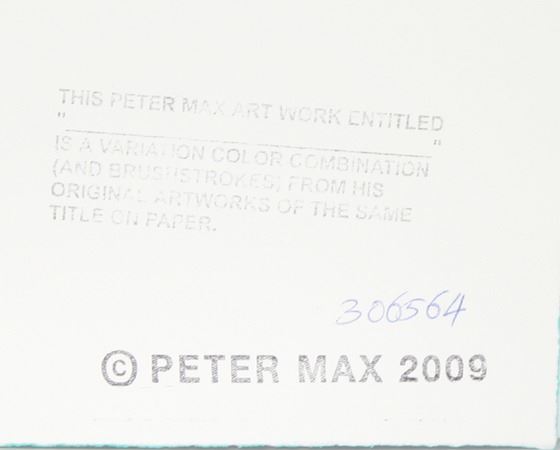 THIS PETER MAX ART WORK ENTITLED
"                                        "
IS A VARIATION COLOR COMBINATION
(AND BRUSHSTROKES) FROM HIS
ORIGINAL ARTWORKS OF THE SAME
TITLE ON PAPER.
306564
© PETER MAX 2009